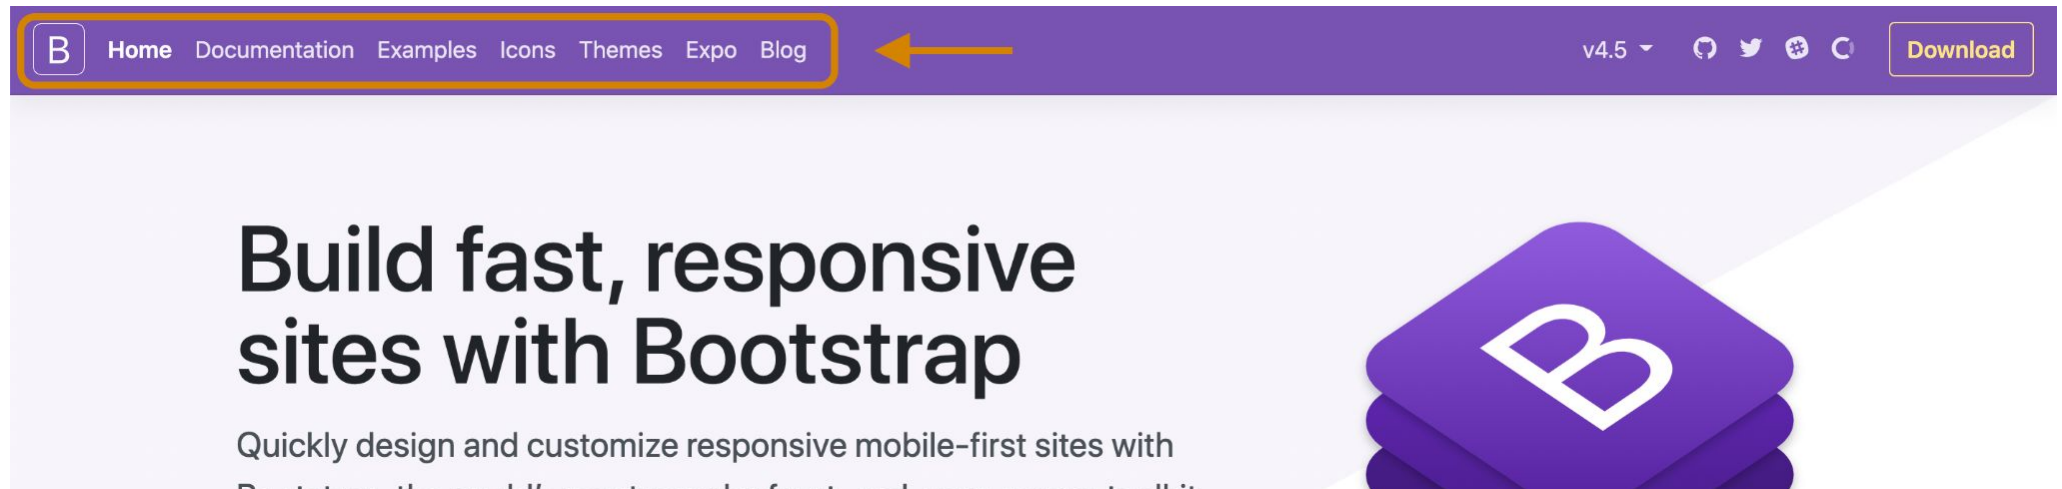 B Home Documentation Examples Icons Themes Expo Blog v4.5 Download
Build fast, responsive
sites with Bootstrap
B
Quickly design and customize responsive mobile-first sites with